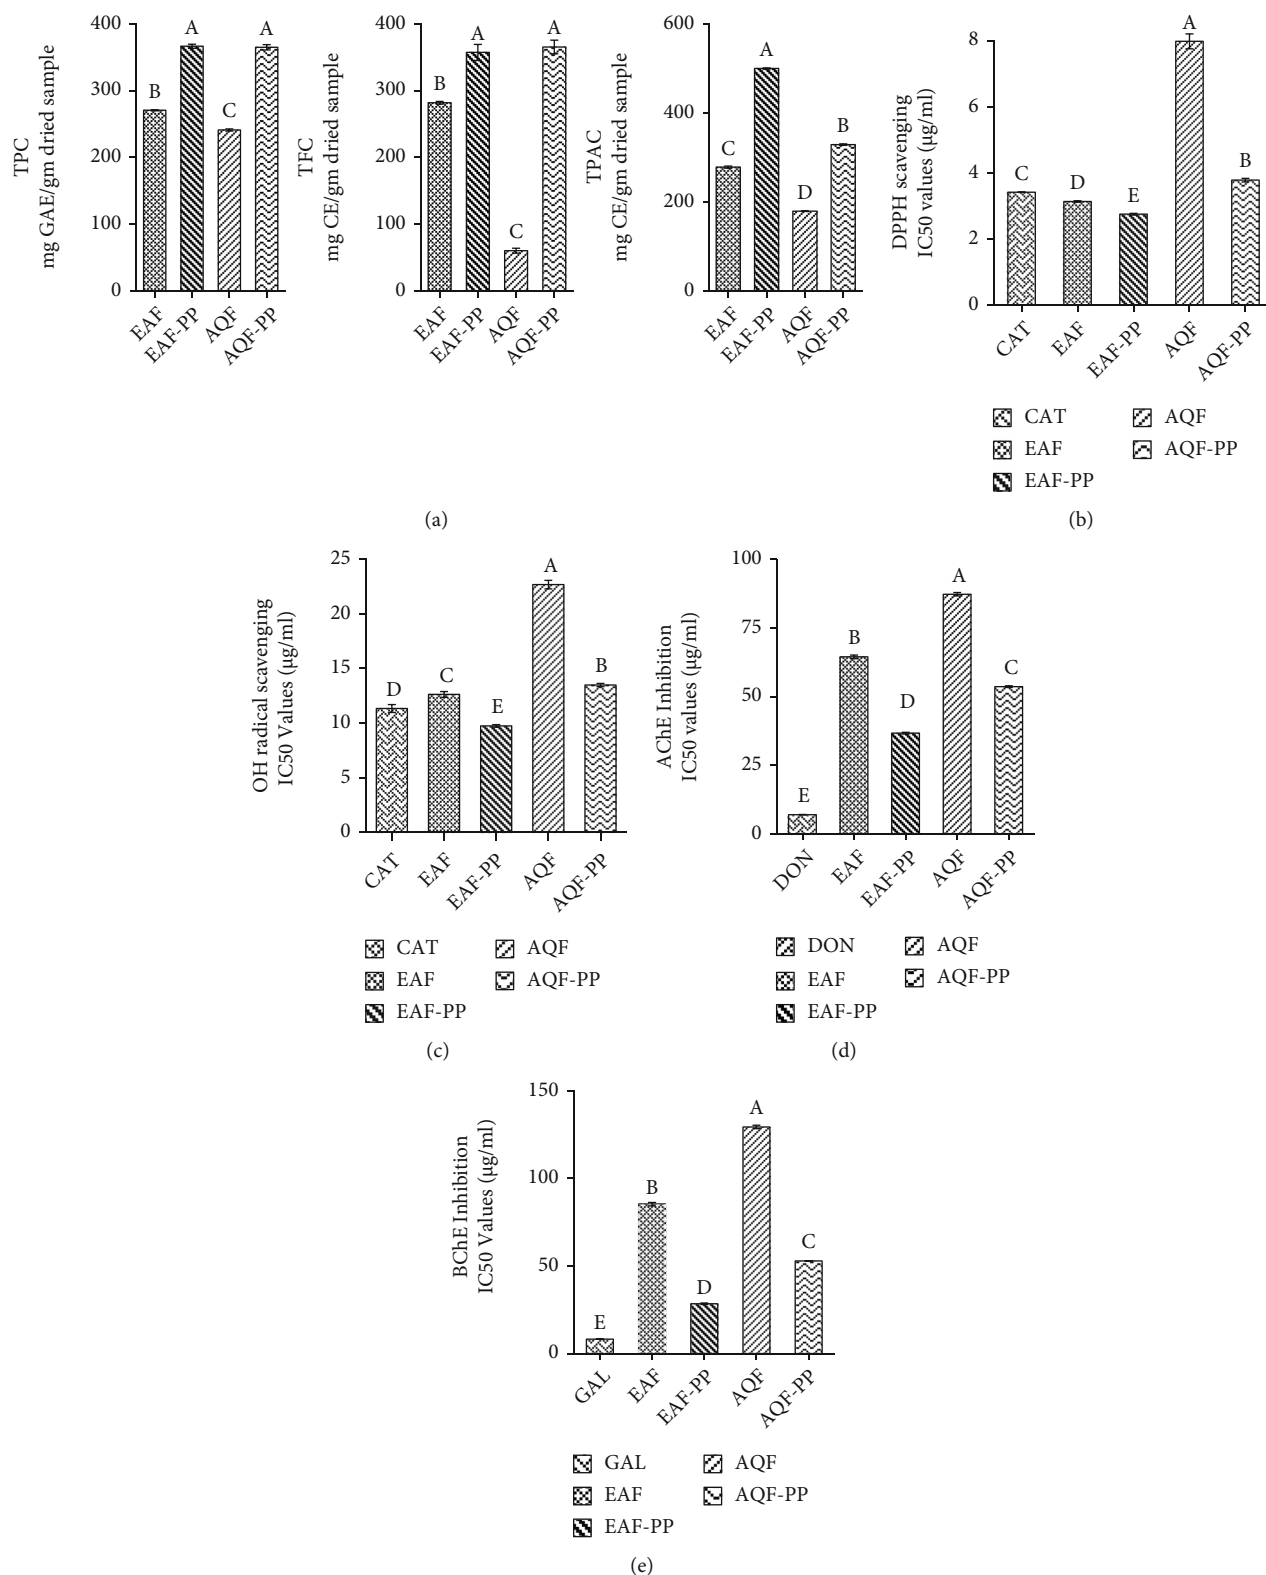 TPC
mg GAE/gm dried sample
400
300
200
100
0
B
A
C
A
EAF
EAF-PP
AQF
AQF-PP
TFC
mg CE/gm dried sample
400
300
200
100
0
B
A
C
A
EAF
EAF-PP
AQF
AQF-PP
TPAC
mg CE/gm dried sample
600
400
200
0
C
A
D
B
EAF
EAF-PP
AQF
AQF-PP
(a)
DPPH scavenging
IC50 values (µg/ml)
8
6
4
2
0
C
D
E
A
B
CAT
EAF
EAF-PP
AQF
AQF-PP
CAT
EAF
EAF-PP
AQF
AQF-PP
(b)
OH radical scavenging
IC50 Values (µg/ml)
25
20
15
10
5
0
D
C
E
A
B
CAT
EAF
EAF-PP
AQF
AQF-PP
CAT
EAF
EAF-PP
AQF
AQF-PP
(c)
AChE Inhibition
IC50 values (µg/ml)
100
75
50
25
0
E
B
D
A
C
DON
EAF
EAF-PP
AQF
AQF-PP
DON
EAF
EAF-PP
AQF
AQF-PP
(d)
BChE Inhibition
IC50 Values (µg/ml)
150
100
50
0
E
B
D
A
C
GAL
EAF
EAF-PP
AQF
AQF-PP
GAL
EAF
EAF-PP
AQF
AQF-PP
(e)